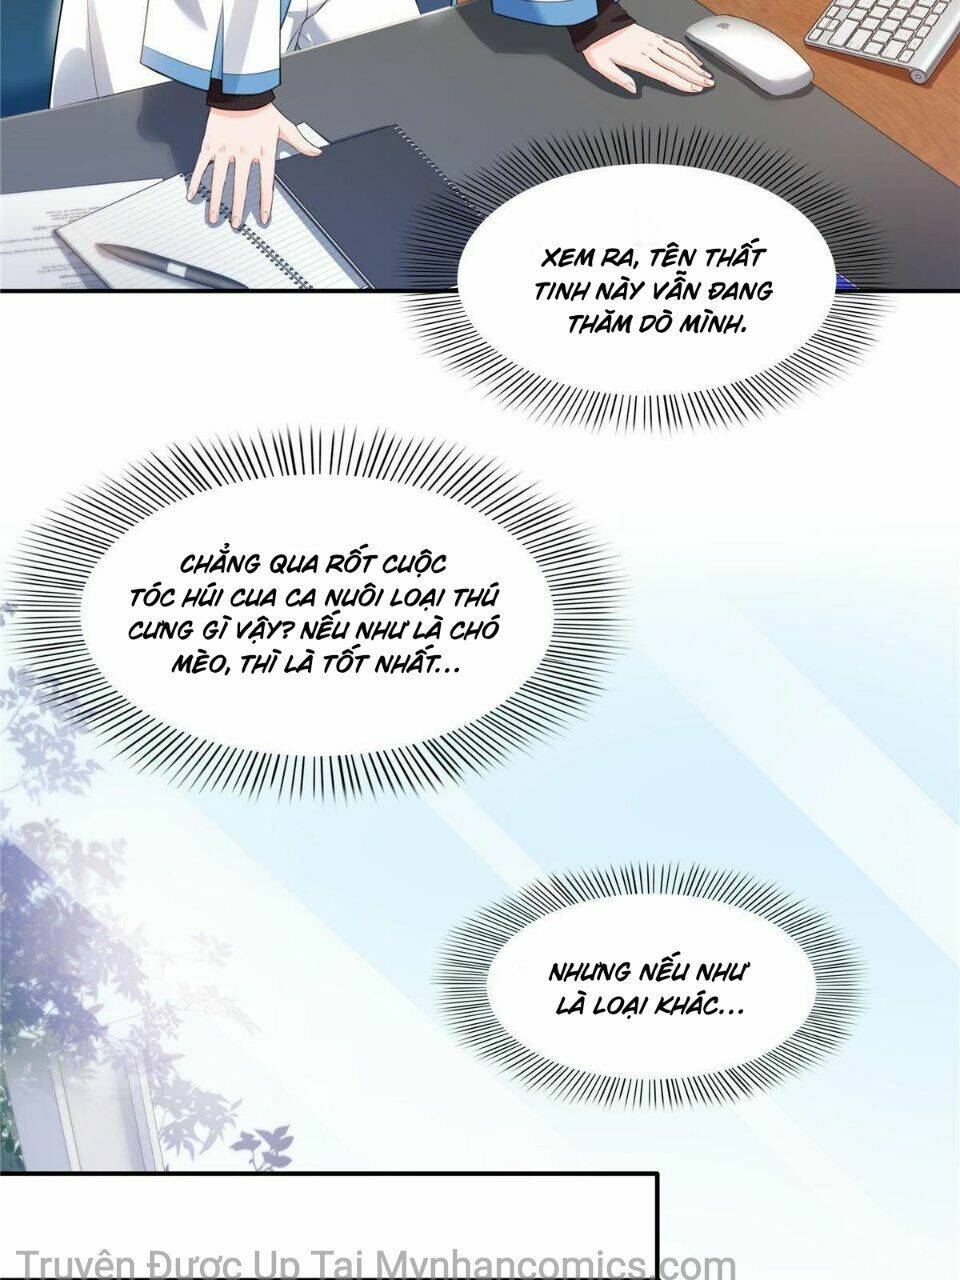 XEM RA, TÊN THẤT
TINH NÀY VẪN ĐANG
THĂM DÒ MÌNH.
CHẲNG QUA RỐT CUỘC
TÓC HÚI CUA CA NUÔI LOẠI THÚ
CƯNG GÌ VẬY? NẾU NHƯ LÀ CHÓ
MÈO, THÌ LÀ TỐT NHẤT...
NHƯNG NẾU NHƯ
LÀ LOẠI KHÁC...
Truyện Được Up Tại Mynhancomics.com